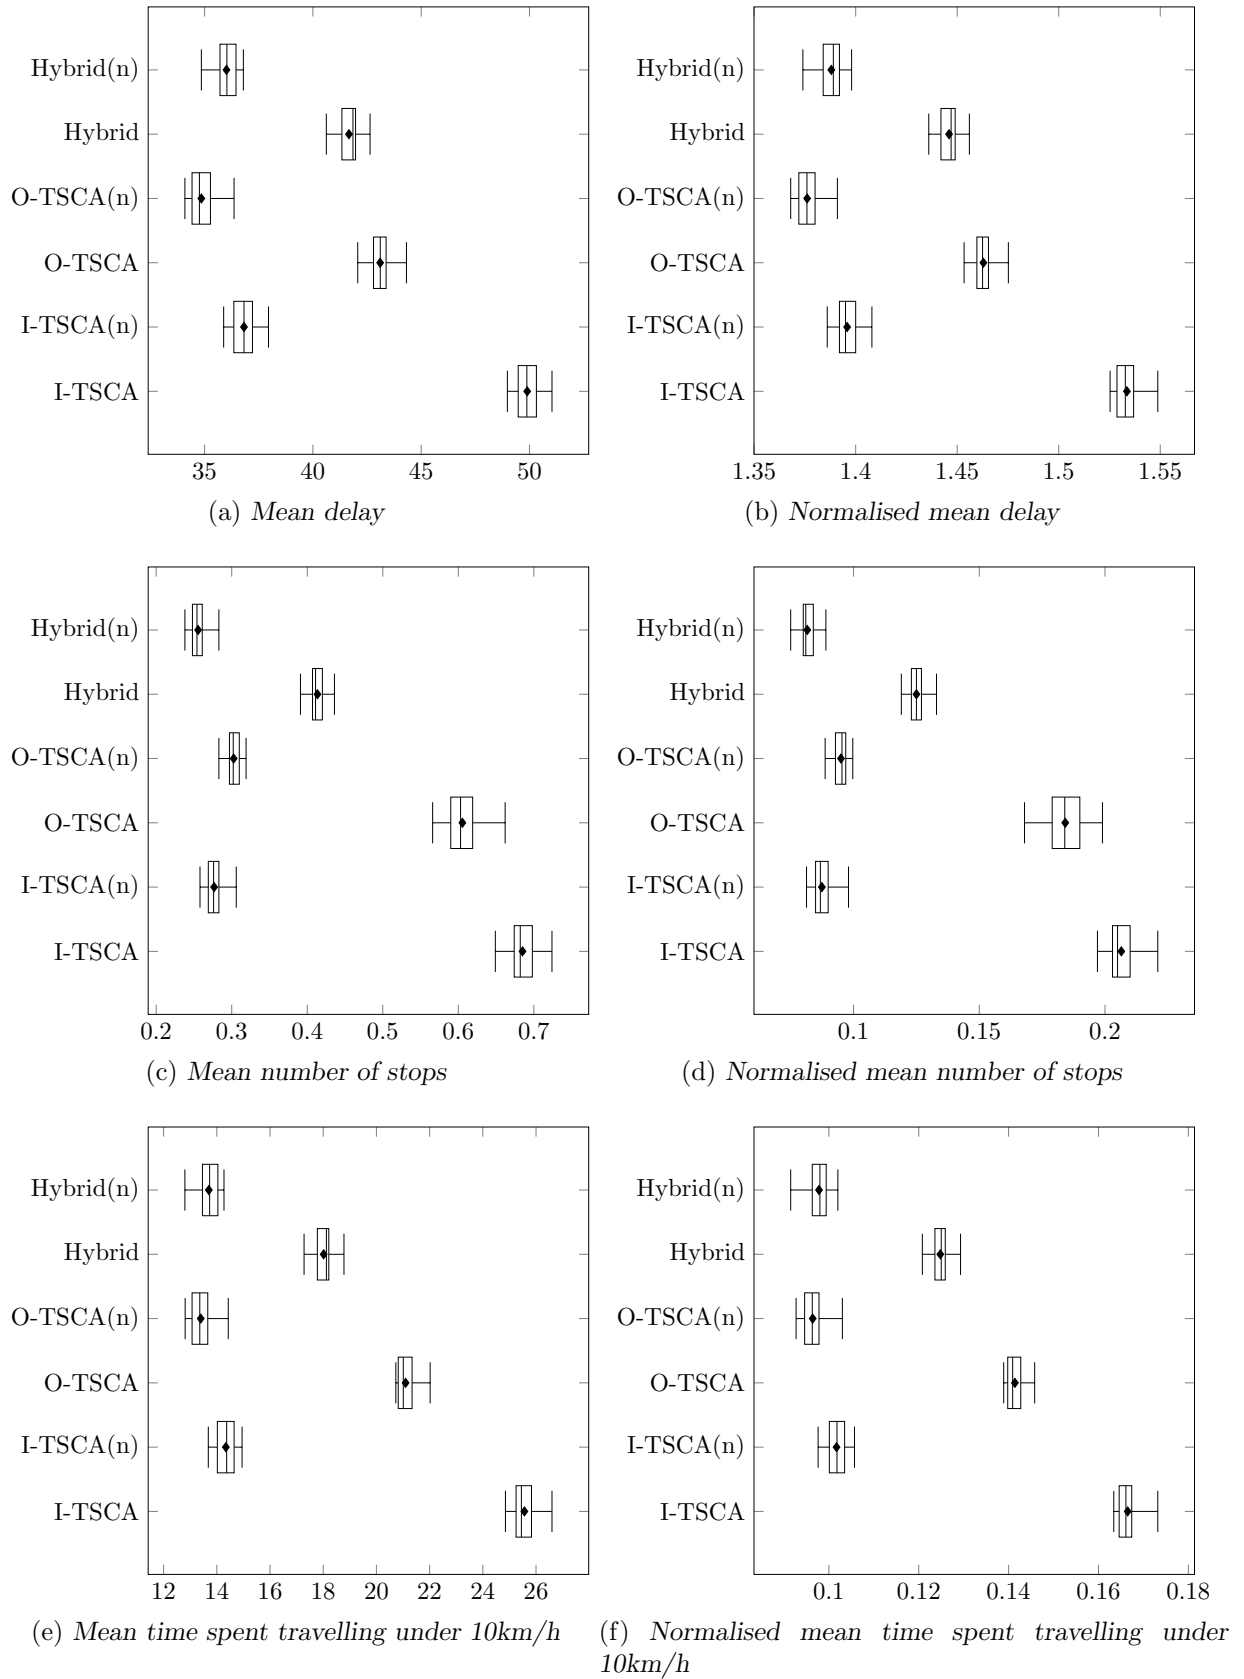 Hybrid(n)
Hybrid
O-TSCA(n)
O-TSCA
I-TSCA(n)
I-TSCA
35 40 45 50
(a) Mean delay
Hybrid(n)
Hybrid
O-TSCA(n)
O-TSCA
I-TSCA(n)
I-TSCA
1.35 1.4 1.45 1.5 1.55
(b) Normalised mean delay
Hybrid(n)
Hybrid
O-TSCA(n)
O-TSCA
I-TSCA(n)
I-TSCA
0.2 0.3 0.4 0.5 0.6 0.7
(c) Mean number of stops
Hybrid(n)
Hybrid
O-TSCA(n)
O-TSCA
I-TSCA(n)
I-TSCA
0.1 0.15 0.2
(d) Normalised mean number of stops
Hybrid(n)
Hybrid
O-TSCA(n)
O-TSCA
I-TSCA(n)
I-TSCA
12 14 16 18 20 22 24 26
(e) Mean time spent travelling under 10km/h
Hybrid(n)
Hybrid
O-TSCA(n)
O-TSCA
I-TSCA(n)
I-TSCA
0.1 0.12 0.14 0.16 0.18
(f) Normalised mean time spent travelling under
10km/h